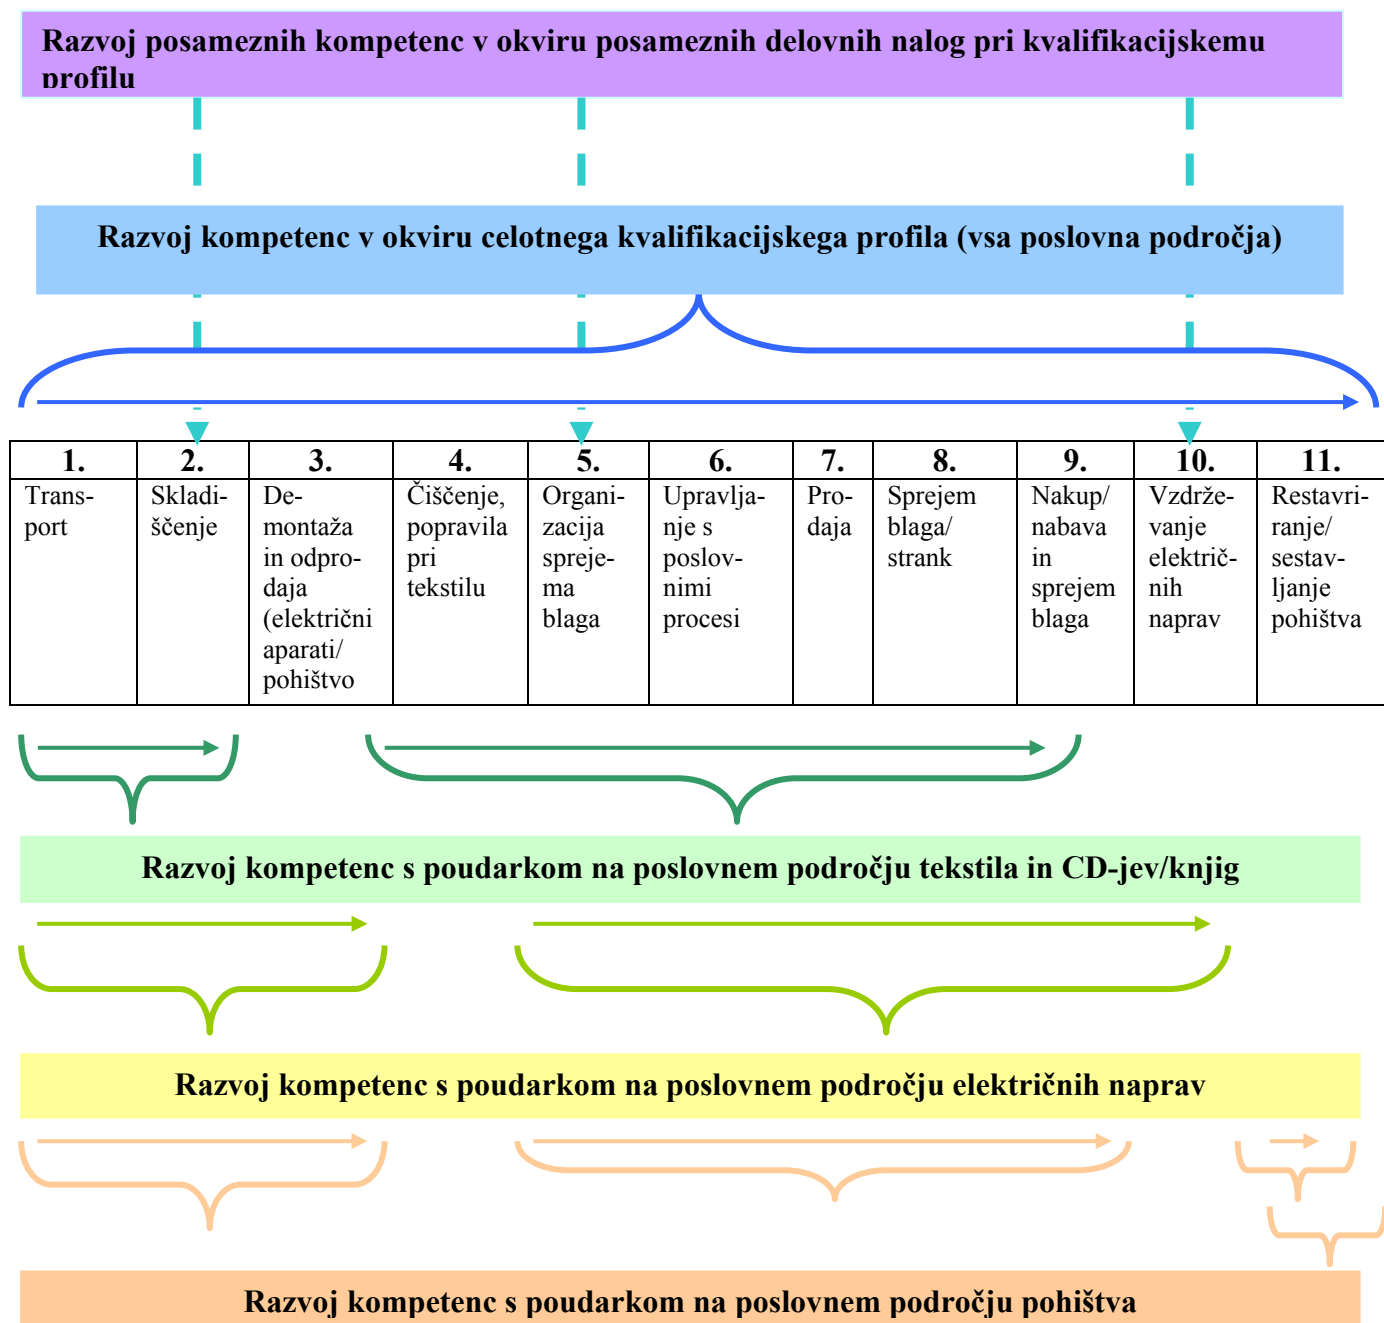 Razvoj posameznih kompetenc v okviru posameznih delovnih nalog pri kvalifikacijskemu
profilu
Razvoj kompetenc v okviru celotnega kvalifikacijskega profila (vsa poslovna področja)
1.
Trans-
port
2.
Skladi-
ščenje
3.
De-
montaža
in odpro-
daja
(električni
aparati/
pohištvo
4.
Čiščenje,
popravila
pri
tekstilu
5.
Organi-
zacija
spreje-
ma
blaga
6.
Upravlja-
nje s
poslov-
nimi
procesi
7.
Pro-
daja
8.
Sprejem
blaga/
strank
9.
Nakup/
nabava
in
sprejem
blaga
10.
Vzdrže-
vanje
električ-
nih
naprav
11.
Restavri-
ranje/
sestav-
ljanje
pohištva
Razvoj kompetenc s poudarkom na poslovnem področju tekstila in CD-jev/knjig
Razvoj kompetenc s poudarkom na poslovnem področju električnih naprav
Razvoj kompetenc s poudarkom na poslovnem področju pohištva